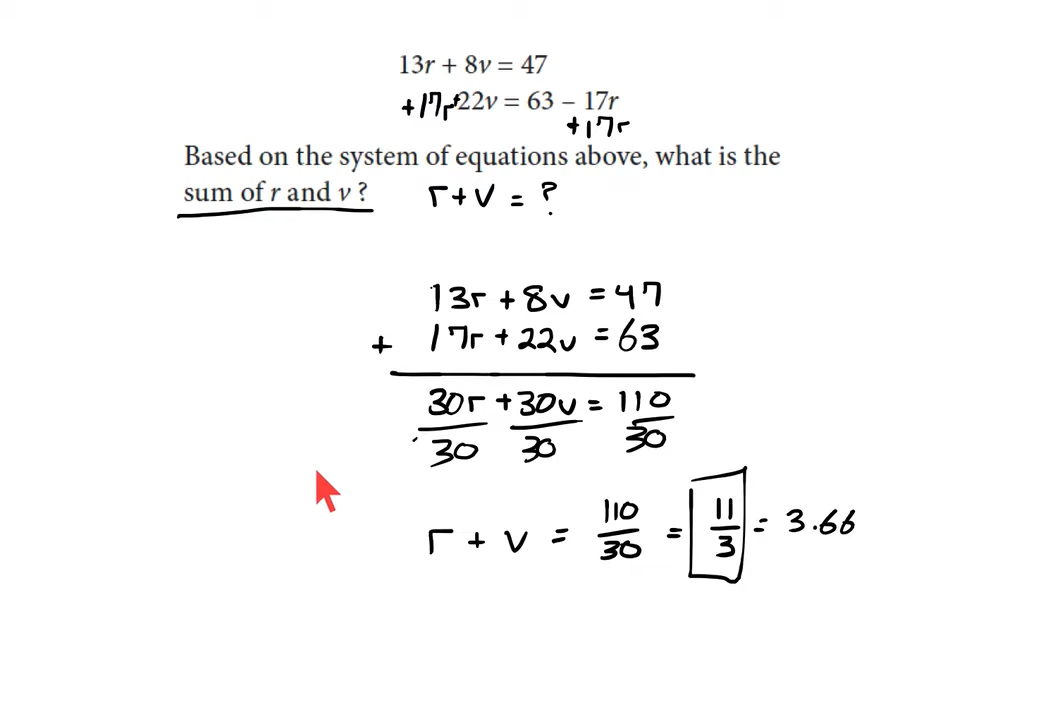 13r + 8v = 47
+17r+22v = 63 – 17r
+17r
Based on the system of equations above, what is the
sum of r and v ? r+v = ?
13r + 8v = 47
+ 17r + 22v = 63
30r + 30v = 110
30 30 30
r + v = 110/30 = 11/3 = 3.66